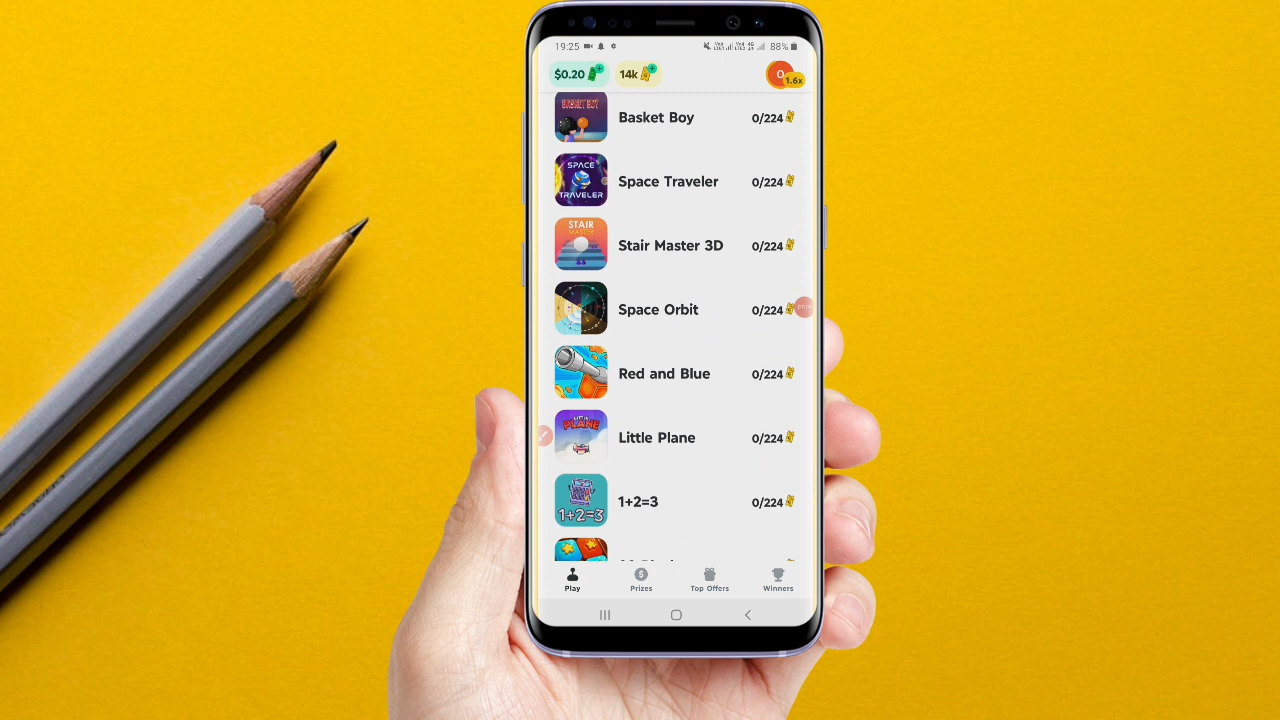 19:25 88%
$0.20 14k O 1.6x
BASKET BOY Basket Boy 0/224
SPACE TRAVELER Space Traveler 0/224
STAIR MASTER Stair Master 3D 0/224
Space Orbit 0/224
Red and Blue 0/224
PLANE Little Plane 0/224
1+2=3 1+2=3 0/224
Play Prizes Top Offers Winners